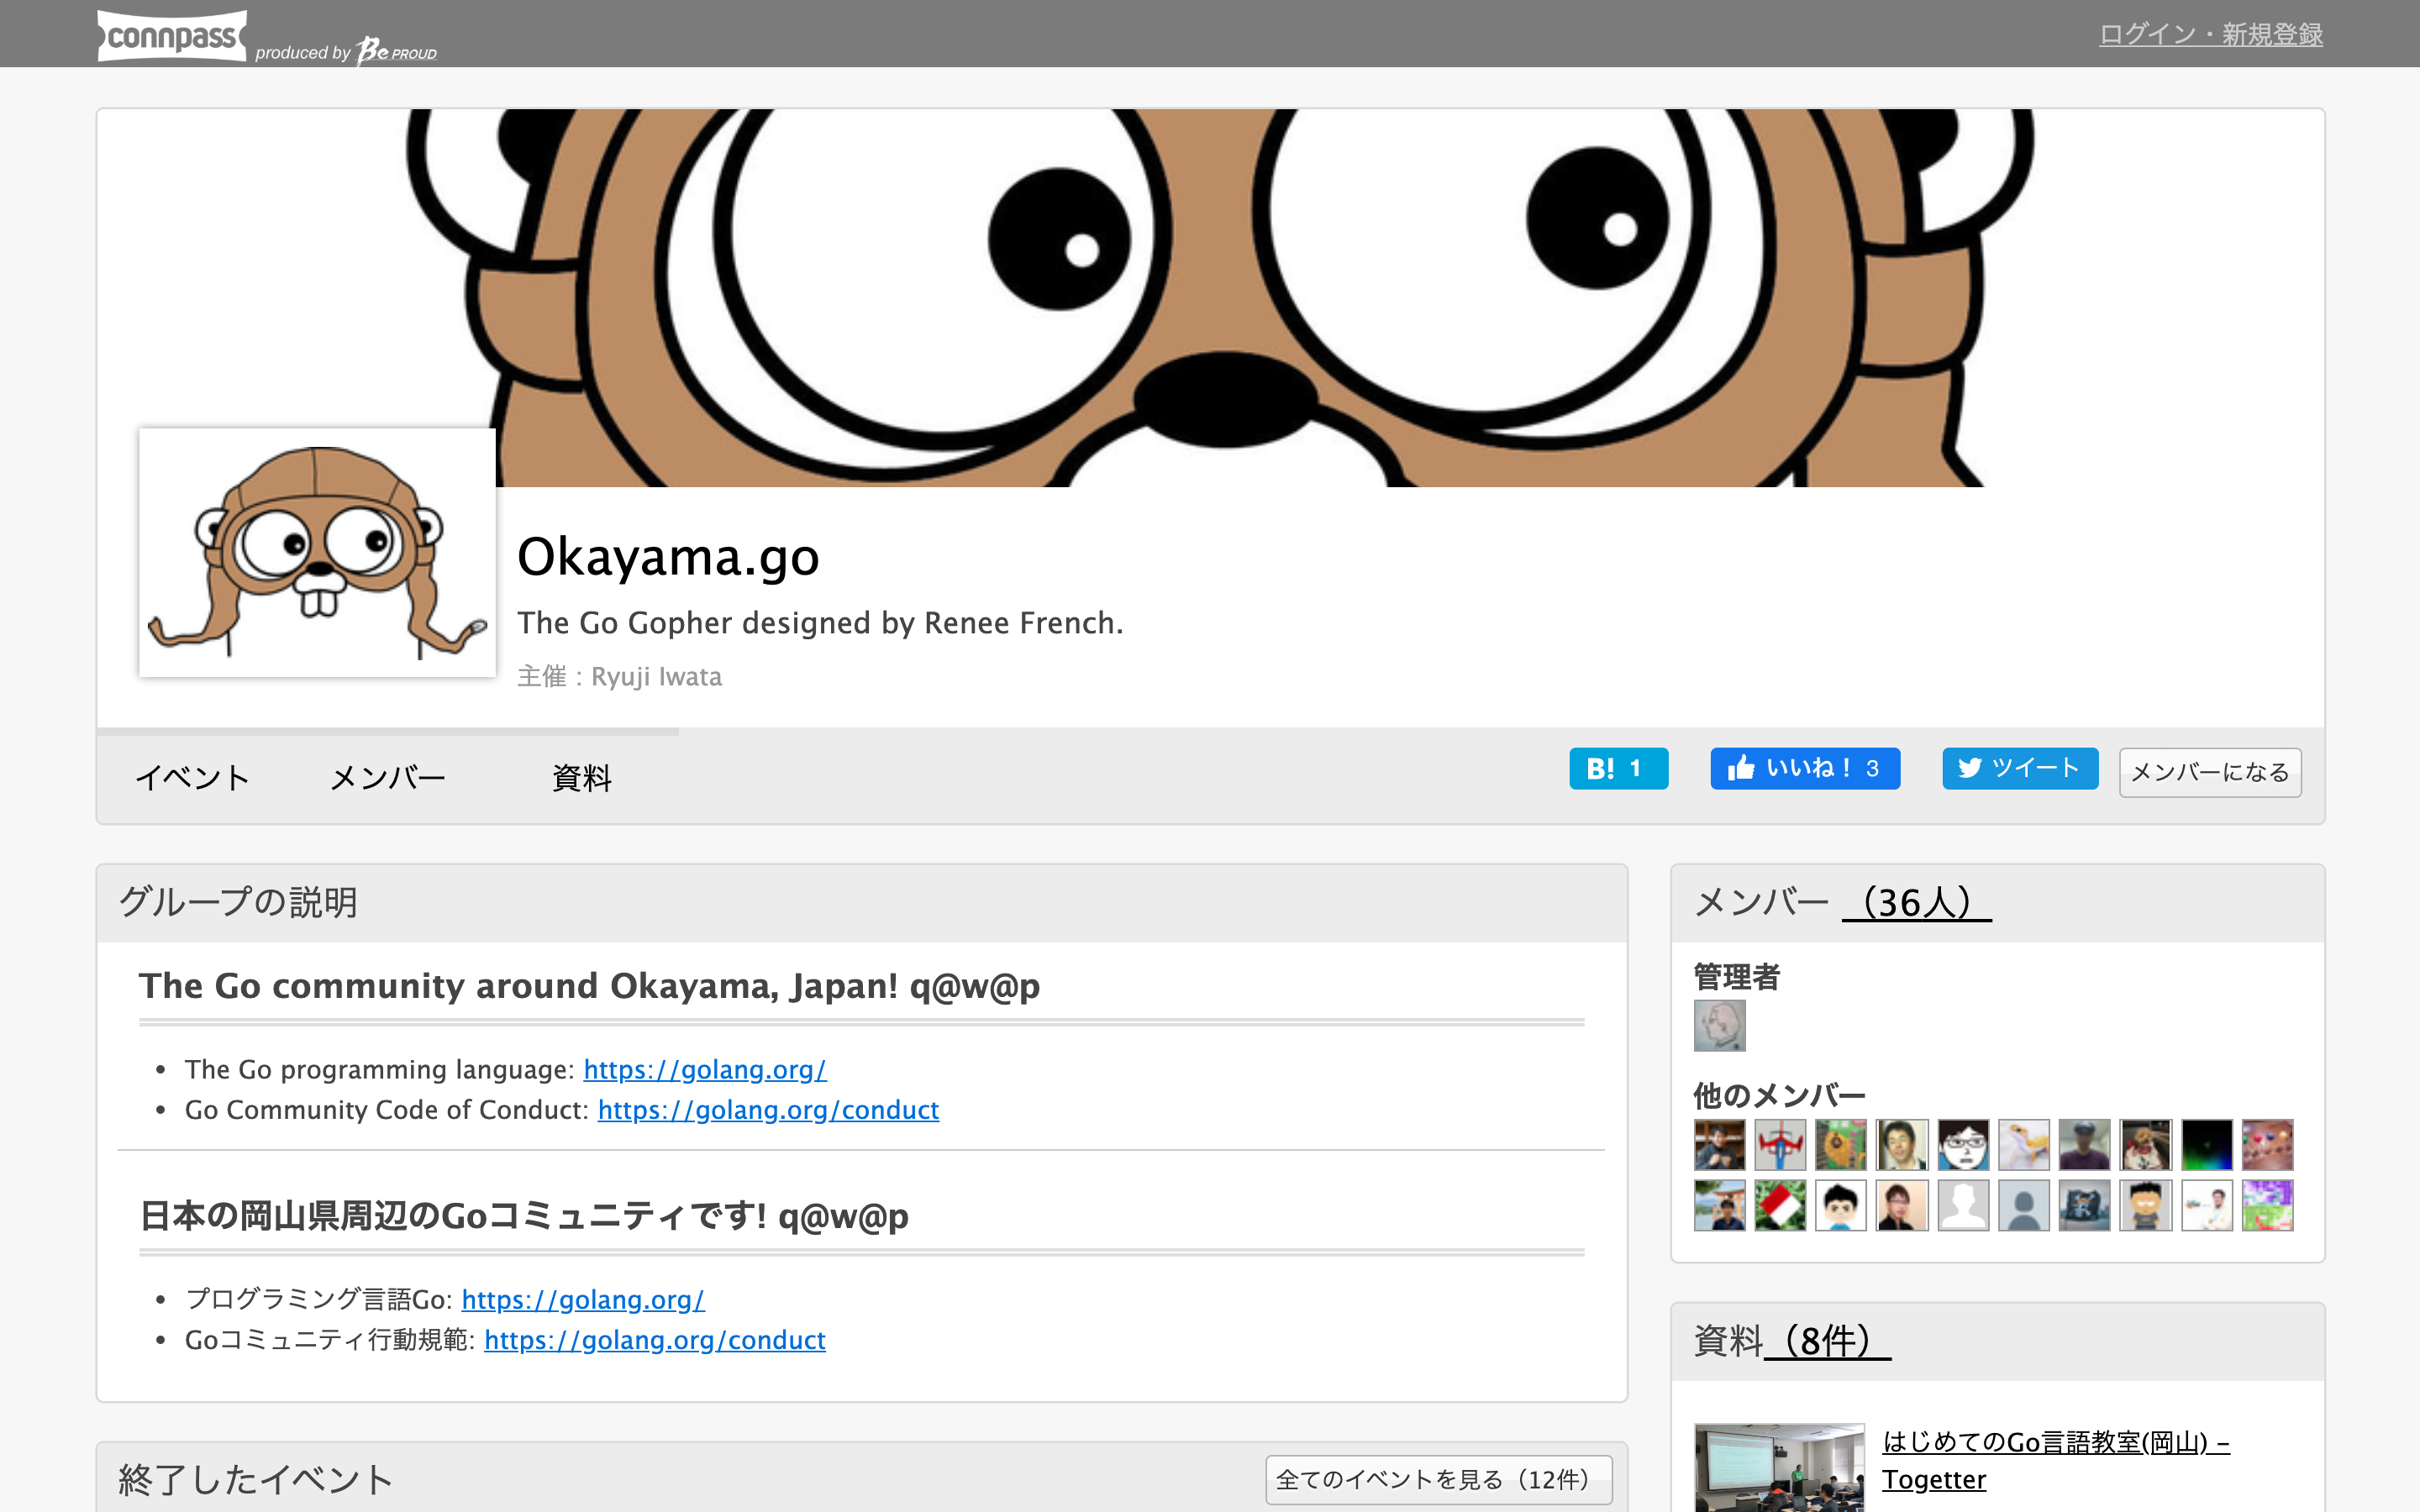 connpass produced by Be PROUD
ログイン・新規登録
Okayama.go
The Go Gopher designed by Renee French.
主催：Ryuji Iwata
イベント
メンバー
資料
B! 1
いいね！ 3
ツイート
メンバーになる
グループの説明
The Go community around Okayama, Japan! q@w@p
• The Go programming language: https://golang.org/
• Go Community Code of Conduct: https://golang.org/conduct
日本の岡山県周辺のGoコミュニティです! q@w@p
• プログラミング言語Go: https://golang.org/
• Goコミュニティ行動規範: https://golang.org/conduct
終了したイベント
全てのイベントを見る（12件）
メンバー （36人）
管理者
他のメンバー
資料（8件）
はじめてのGo言語教室(岡山) –
Togetter